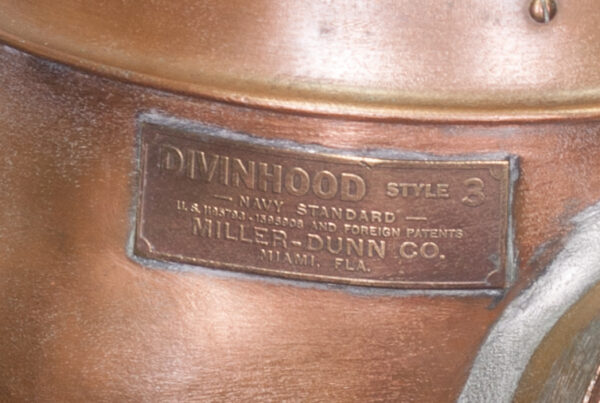 DIVINHOOD STYLE 3
— NAVY STANDARD —
U.S. AND FOREIGN PATENTS
MILLER-DUNN CO.
MIAMI, FLA.